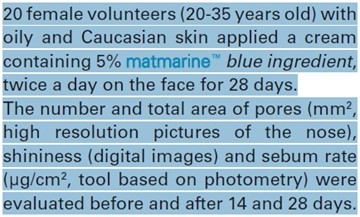 20 female volunteers (20-35 years old) with
oily and Caucasian skin applied a cream
containing 5% matmarine™ blue ingredient,
twice a day on the face for 28 days.
The number and total area of pores (mm²,
high resolution pictures of the nose),
shininess (digital images) and sebum rate
(µg/cm², tool based on photometry) were
evaluated before and after 14 and 28 days.